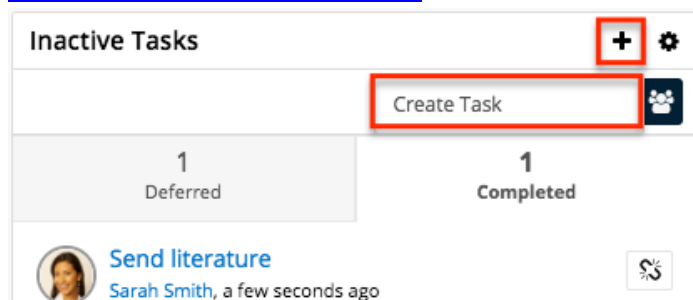 Inactive Tasks
Create Task
1
Deferred
1
Completed
Send literature
Sarah Smith, a few seconds ago